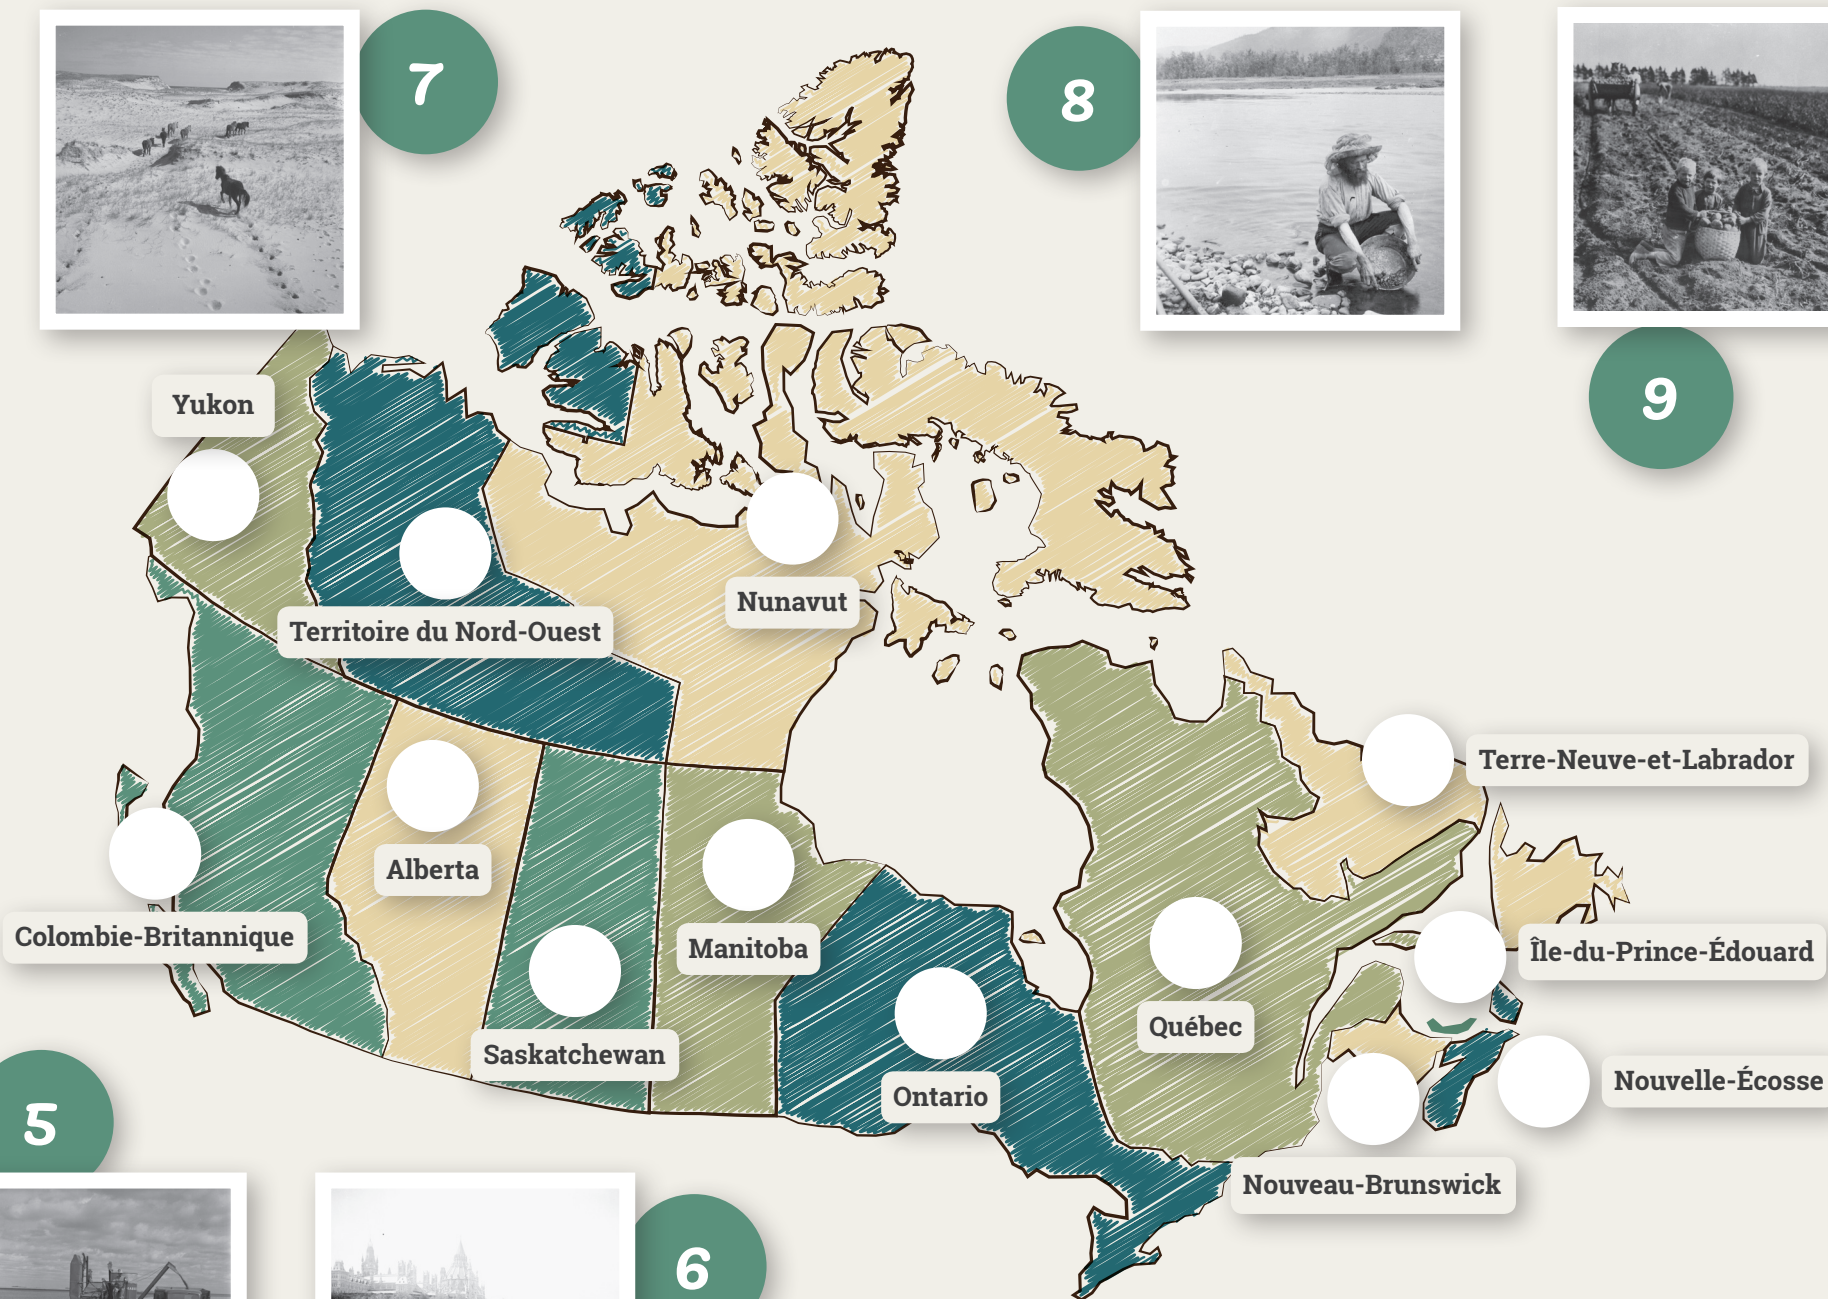 7
8
9
Yukon
Territoire du Nord-Ouest
Nunavut
Terre-Neuve-et-Labrador
Alberta
Colombie-Britannique
Manitoba
Île-du-Prince-Édouard
Québec
Saskatchewan
Ontario
Nouvelle-Écosse
5
Nouveau-Brunswick
6